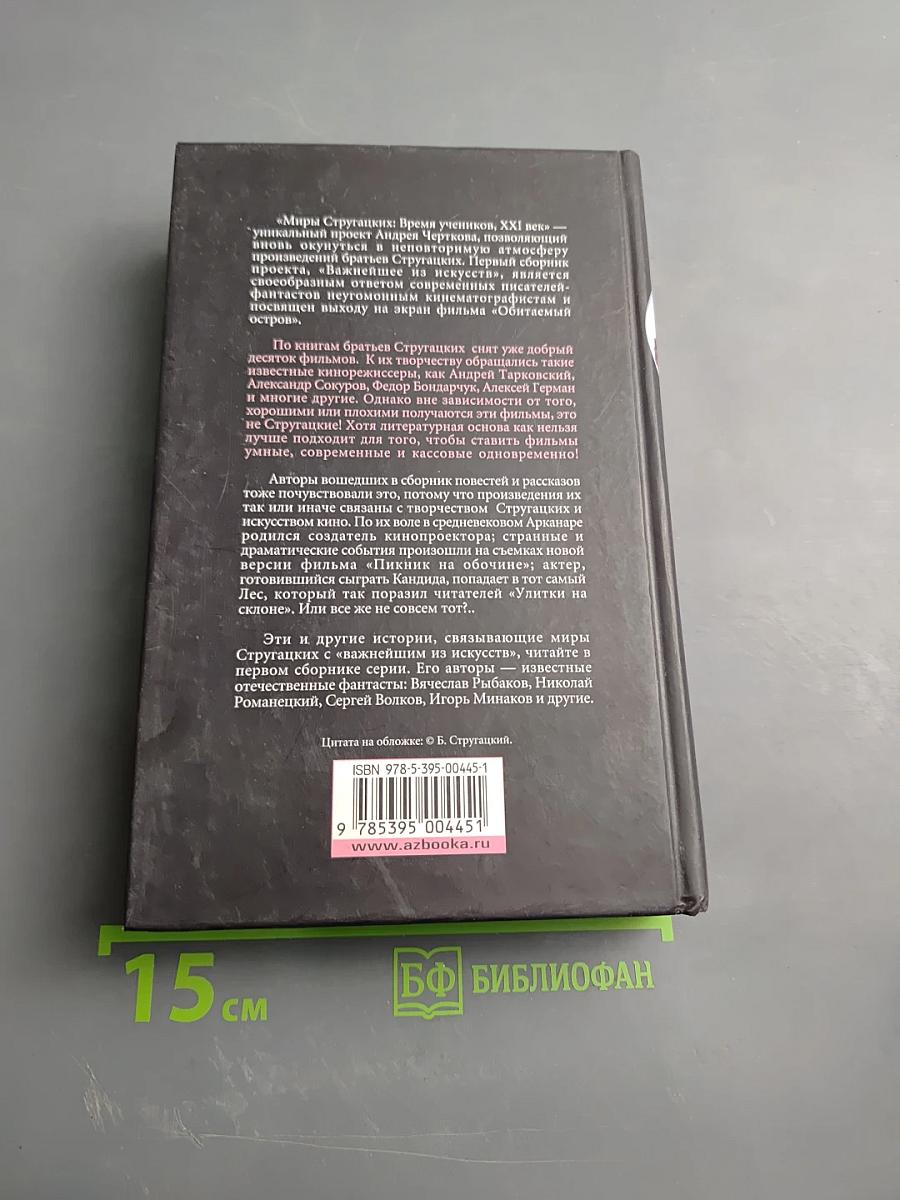 «Миры Стругацких: Время учеников, XXI век» —
уникальный проект Андрея Черткова, позволяющий
вновь окунуться в неповторимую атмосферу
произведений братьев Стругацких. Первый сборник
проекта, «Важнейшее из искусств», является
своеобразным ответом современных писателей-
фантастов неугомонным кинематографистам и
посвящен выходу на экран фильма «Обитаемый
остров».
По книгам братьев Стругацких снят уже добрый
десяток фильмов. К их творчеству обращались такие
известные кинорежиссеры, как Андрей Тарковский,
Александр Сокуров, Федор Бондарчук, Алексей Герман
и многие другие. Однако вне зависимости от того,
хорошими или плохими получаются эти фильмы, это
не Стругацкие! Хотя литературная основа как нельзя
лучше подходит для того, чтобы ставить фильмы
умные, современные и кассовые одновременно!
Авторы вошедших в сборник повестей и рассказов
тоже почувствовали это, потому что произведения их
так или иначе связаны с творчеством Стругацких и
искусством кино. По их воле в средневековом Арканаре
родился создатель кинопроектора; странные и
драматические события произошли на съемках новой
версии фильма «Пикник на обочине»; актер,
готовившийся сыграть Кандида, попадает в тот самый
Лес, который так поразил читателей «Улитки на
склоне». Или все же не совсем тот?..
Эти и другие истории, связывающие миры
Стругацких с «важнейшим из искусств», читайте в
первом сборнике серии. Его авторы — известные
отечественные фантасты: Вячеслав Рыбаков, Николай
Романецкий, Сергей Волков, Игорь Минаков и другие.
Цитата на обложке: © Б. Стругацкий.
ISBN 978-5-395-00445-1
9 785395 004451
www.azbooka.ru
15 см
БФ БИБЛИОФАН